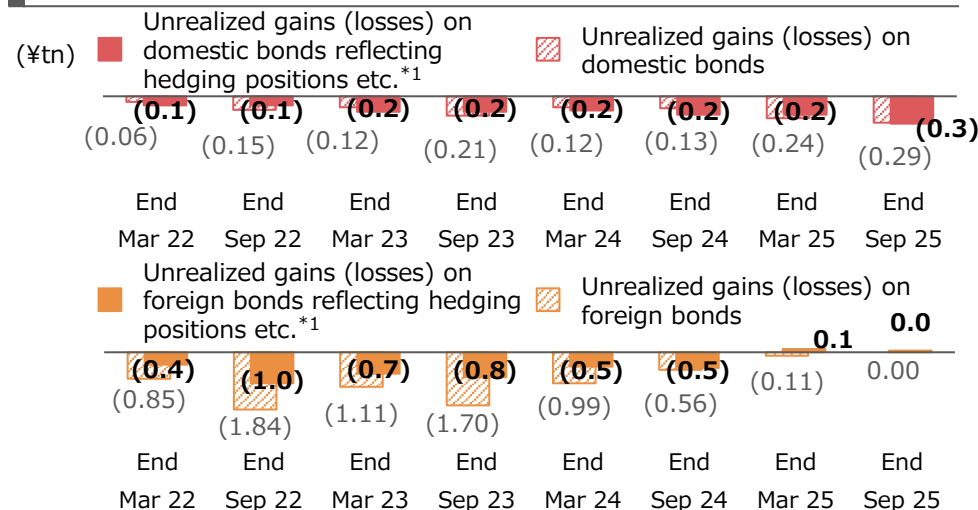 (¥tn)
Unrealized gains (losses) on
domestic bonds reflecting
hedging positions etc.*1
Unrealized gains (losses) on
domestic bonds
(0.1) (0.1) (0.2) (0.2) (0.2) (0.2) (0.2) (0.3)
(0.06) (0.15) (0.12) (0.21) (0.12) (0.13) (0.24) (0.29)
End End End End End End End End
Mar 22 Sep 22 Mar 23 Sep 23 Mar 24 Sep 24 Mar 25 Sep 25
Unrealized gains (losses) on
foreign bonds reflecting hedging
positions etc.*1
Unrealized gains (losses) on
foreign bonds
(0.4) (1.0) (0.7) (0.8) (0.5) (0.5) 0.1 0.0
(0.85) (1.84) (1.11) (1.70) (0.99) (0.56) (0.11) 0.00
End End End End End End End End
Mar 22 Sep 22 Mar 23 Sep 23 Mar 24 Sep 24 Mar 25 Sep 25